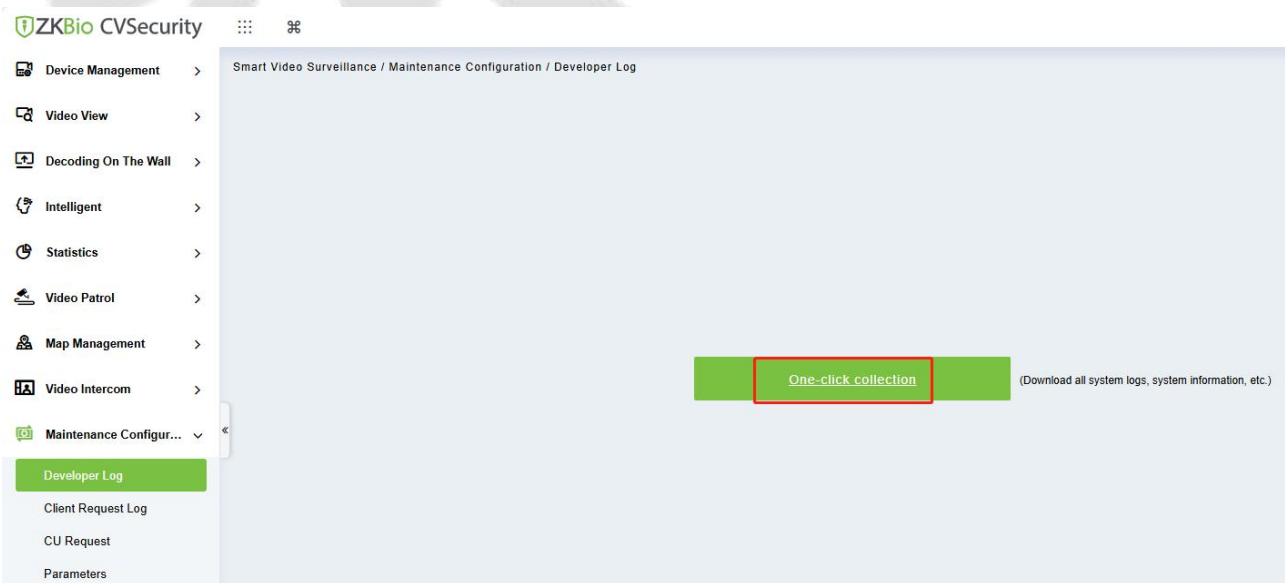 ZKBio CVSecurity
Device Management
Video View
Decoding On The Wall
Intelligent
Statistics
Video Patrol
Map Management
Video Intercom
Maintenance Configur...
Developer Log
Client Request Log
CU Request
Parameters
Smart Video Surveillance / Maintenance Configuration / Developer Log
One-click collection
(Download all system logs, system information, etc.)